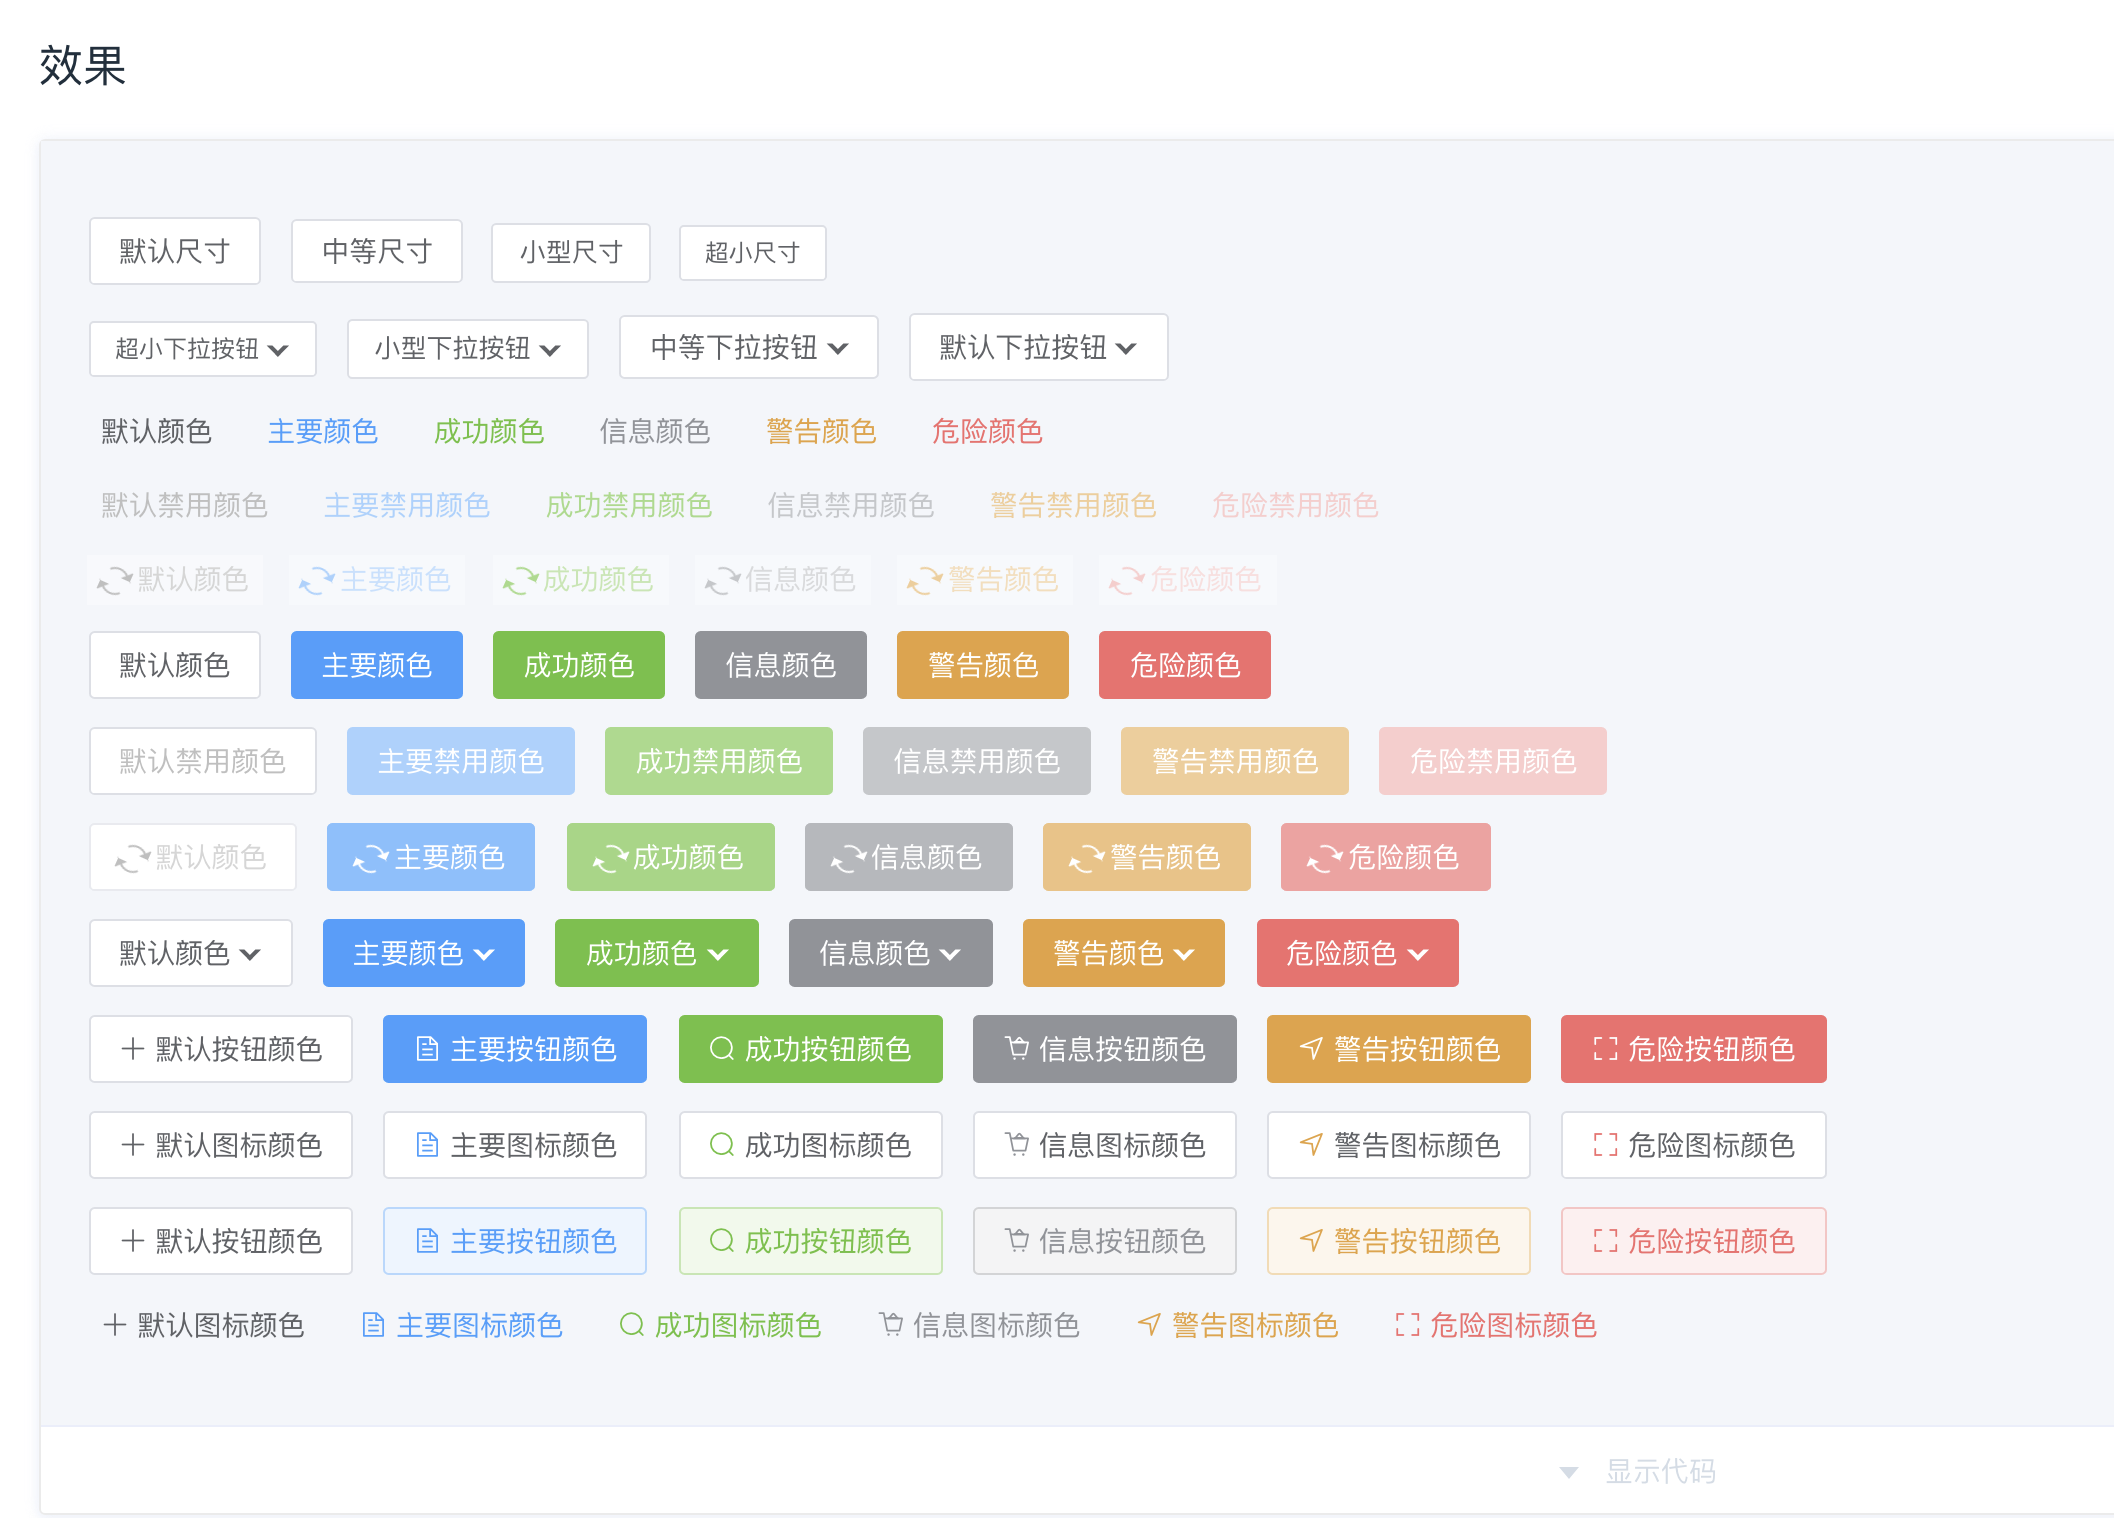 效果
默认尺寸 中等尺寸 小型尺寸 超小尺寸
超小下拉按钮 小型下拉按钮 中等下拉按钮 默认下拉按钮
默认颜色 主要颜色 成功颜色 信息颜色 警告颜色 危险颜色
默认禁用颜色 主要禁用颜色 成功禁用颜色 信息禁用颜色 警告禁用颜色 危险禁用颜色
默认颜色 主要颜色 成功颜色 信息颜色 警告颜色 危险颜色
默认颜色 主要颜色 成功颜色 信息颜色 警告颜色 危险颜色
默认禁用颜色 主要禁用颜色 成功禁用颜色 信息禁用颜色 警告禁用颜色 危险禁用颜色
默认颜色 主要颜色 成功颜色 信息颜色 警告颜色 危险颜色
默认颜色 主要颜色 成功颜色 信息颜色 警告颜色 危险颜色
默认按钮颜色 主要按钮颜色 成功按钮颜色 信息按钮颜色 警告按钮颜色 危险按钮颜色
默认图标颜色 主要图标颜色 成功图标颜色 信息图标颜色 警告图标颜色 危险图标颜色
默认按钮颜色 主要按钮颜色 成功按钮颜色 信息按钮颜色 警告按钮颜色 危险按钮颜色
默认图标颜色 主要图标颜色 成功图标颜色 信息图标颜色 警告图标颜色 危险图标颜色
显示代码